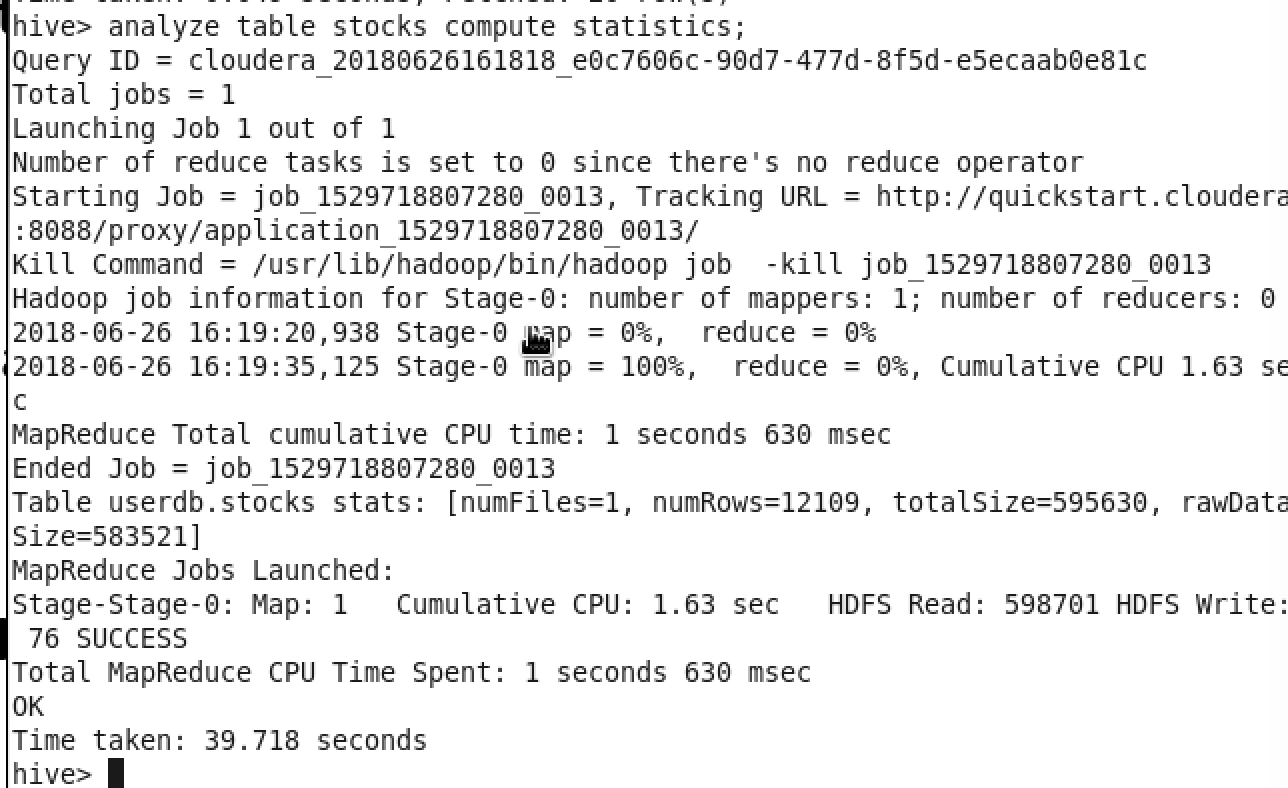 hive> analyze table stocks compute statistics;
Query ID = cloudera_20180626161818_e0c7606c-90d7-477d-8f5d-e5ecaab0e81c
Total jobs = 1
Launching Job 1 out of 1
Number of reduce tasks is set to 0 since there's no reduce operator
Starting Job = job_1529718807280_0013, Tracking URL = http://quickstart.cloudera
:8088/proxy/application_1529718807280_0013/
Kill Command = /usr/lib/hadoop/bin/hadoop job  -kill job_1529718807280_0013
Hadoop job information for Stage-0: number of mappers: 1; number of reducers: 0
2018-06-26 16:19:20,938 Stage-0 map = 0%,  reduce = 0%
2018-06-26 16:19:35,125 Stage-0 map = 100%,  reduce = 0%, Cumulative CPU 1.63 se
c
MapReduce Total cumulative CPU time: 1 seconds 630 msec
Ended Job = job_1529718807280_0013
Table userdb.stocks stats: [numFiles=1, numRows=12109, totalSize=595630, rawData
Size=583521]
MapReduce Jobs Launched:
Stage-Stage-0: Map: 1   Cumulative CPU: 1.63 sec   HDFS Read: 598701 HDFS Write:
 76 SUCCESS
Total MapReduce CPU Time Spent: 1 seconds 630 msec
OK
Time taken: 39.718 seconds
hive>